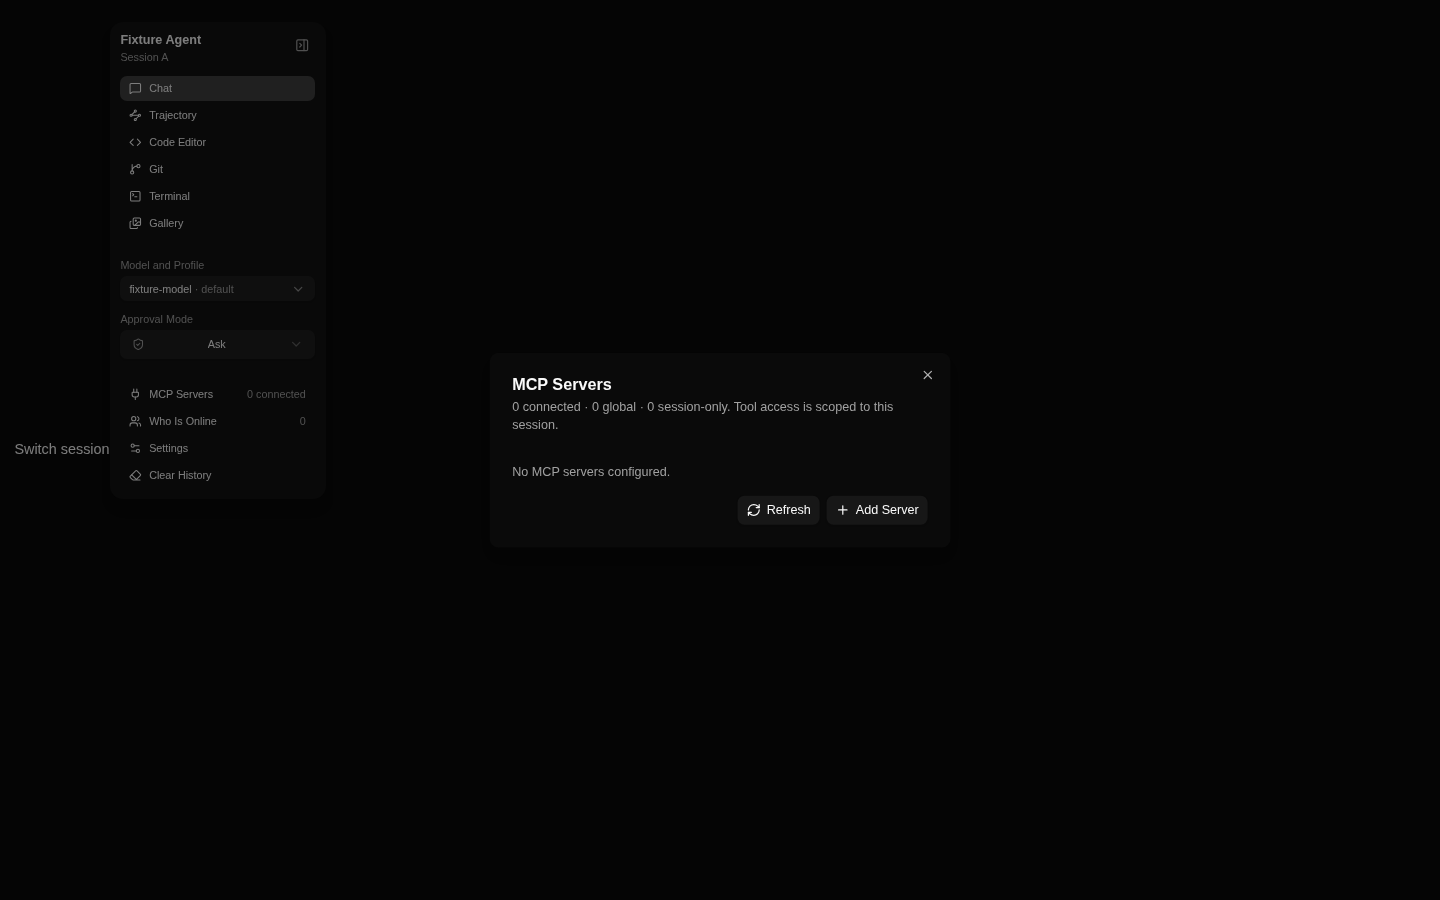 Fixture Agent
Session A
Chat
Trajectory
Code Editor
Git
Terminal
Gallery
Model and Profile
fixture-model · default
Approval Mode
Ask
MCP Servers 0 connected
Who Is Online 0
Switch session
Settings
Clear History
MCP Servers
0 connected · 0 global · 0 session-only. Tool access is scoped to this
session.
No MCP servers configured.
Refresh
Add Server